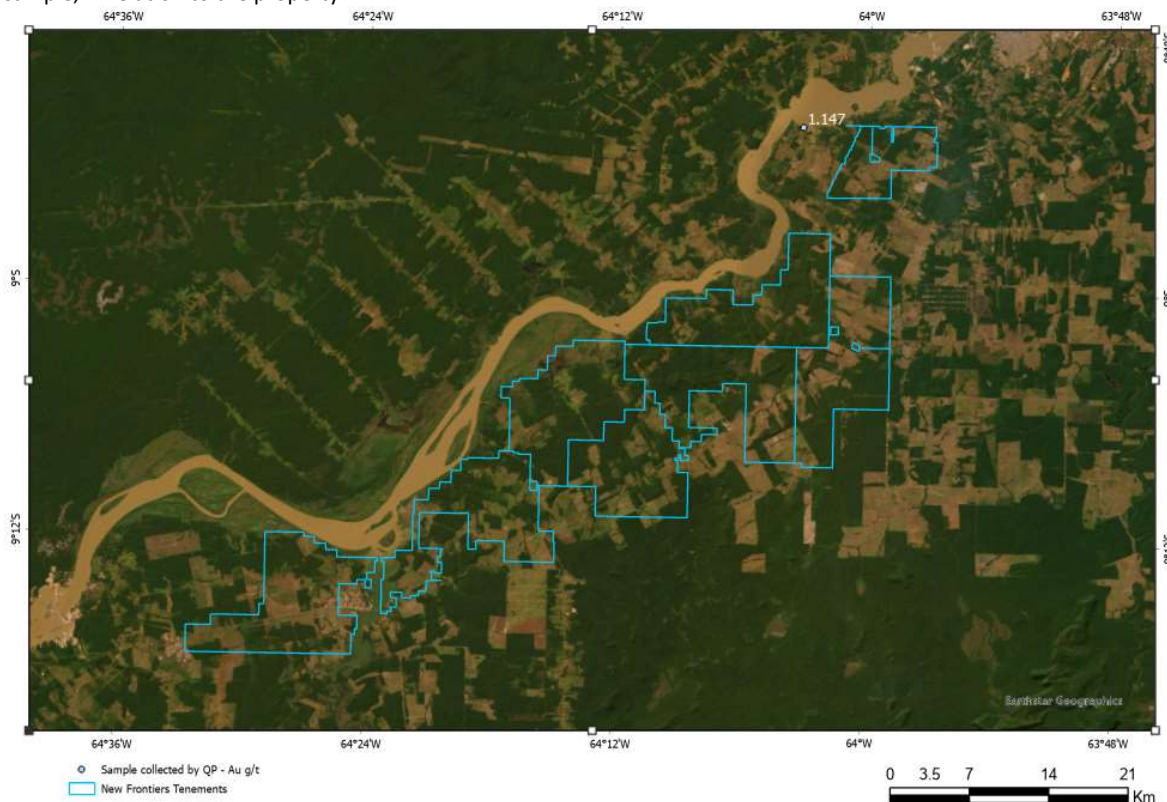 64°36'W 64°24'W 64°12'W 64°W 63°48'W
1.147
9°S
9°12'S
Earthstar Geographics
64°36'W 64°24'W 64°12'W 64°W 63°48'W
Sample collected by QP - Au g/t
New Frontiers Tenements
0 3.5 7 14 21
Km